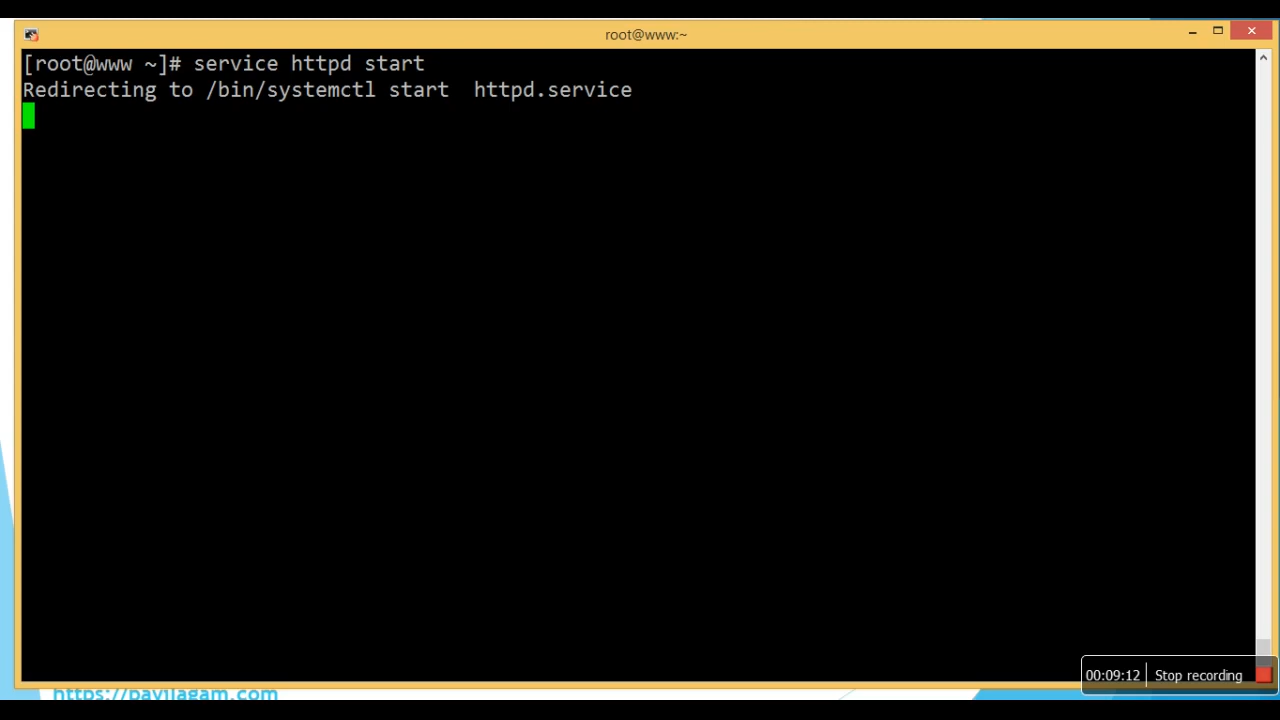 root@www:~
[root@www ~]# service httpd start
Redirecting to /bin/systemctl start  httpd.service
00:09:12 Stop recording
https://pavilagam.com